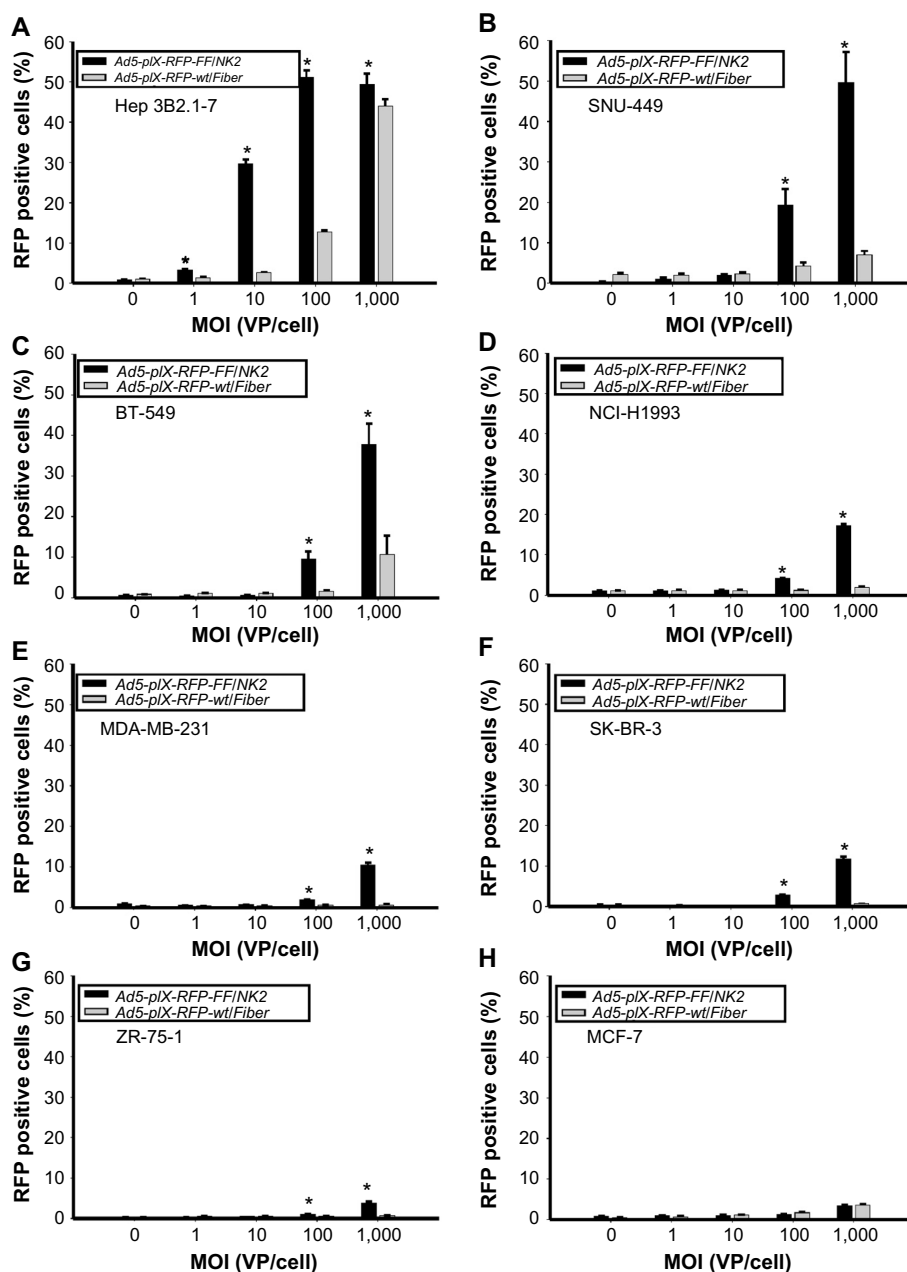 A
RFP positive cells (%)
60
50
40
30
20
10
0
Ad5-pIX-RFP-FF/NK2
Ad5-pIX-RFP-wt/Fiber
Hep 3B2.1-7
* * * *
0 1 10 100 1,000
MOI (VP/cell)
B
RFP positive cells (%)
60
50
40
30
20
10
0
Ad5-pIX-RFP-FF/NK2
Ad5-pIX-RFP-wt/Fiber
SNU-449
* *
0 1 10 100 1,000
MOI (VP/cell)
C
RFP positive cells (%)
60
50
40
30
20
10
0
Ad5-pIX-RFP-FF/NK2
Ad5-pIX-RFP-wt/Fiber
BT-549
* *
0 1 10 100 1,000
MOI (VP/cell)
D
RFP positive cells (%)
60
50
40
30
20
10
0
Ad5-pIX-RFP-FF/NK2
Ad5-pIX-RFP-wt/Fiber
NCI-H1993
* *
0 1 10 100 1,000
MOI (VP/cell)
E
RFP positive cells (%)
60
50
40
30
20
10
0
Ad5-pIX-RFP-FF/NK2
Ad5-pIX-RFP-wt/Fiber
MDA-MB-231
* *
0 1 10 100 1,000
MOI (VP/cell)
F
RFP positive cells (%)
60
50
40
30
20
10
0
Ad5-pIX-RFP-FF/NK2
Ad5-pIX-RFP-wt/Fiber
SK-BR-3
* *
0 1 10 100 1,000
MOI (VP/cell)
G
RFP positive cells (%)
60
50
40
30
20
10
0
Ad5-pIX-RFP-FF/NK2
Ad5-pIX-RFP-wt/Fiber
ZR-75-1
* *
0 1 10 100 1,000
MOI (VP/cell)
H
RFP positive cells (%)
60
50
40
30
20
10
0
Ad5-pIX-RFP-FF/NK2
Ad5-pIX-RFP-wt/Fiber
MCF-7
0 1 10 100 1,000
MOI (VP/cell)